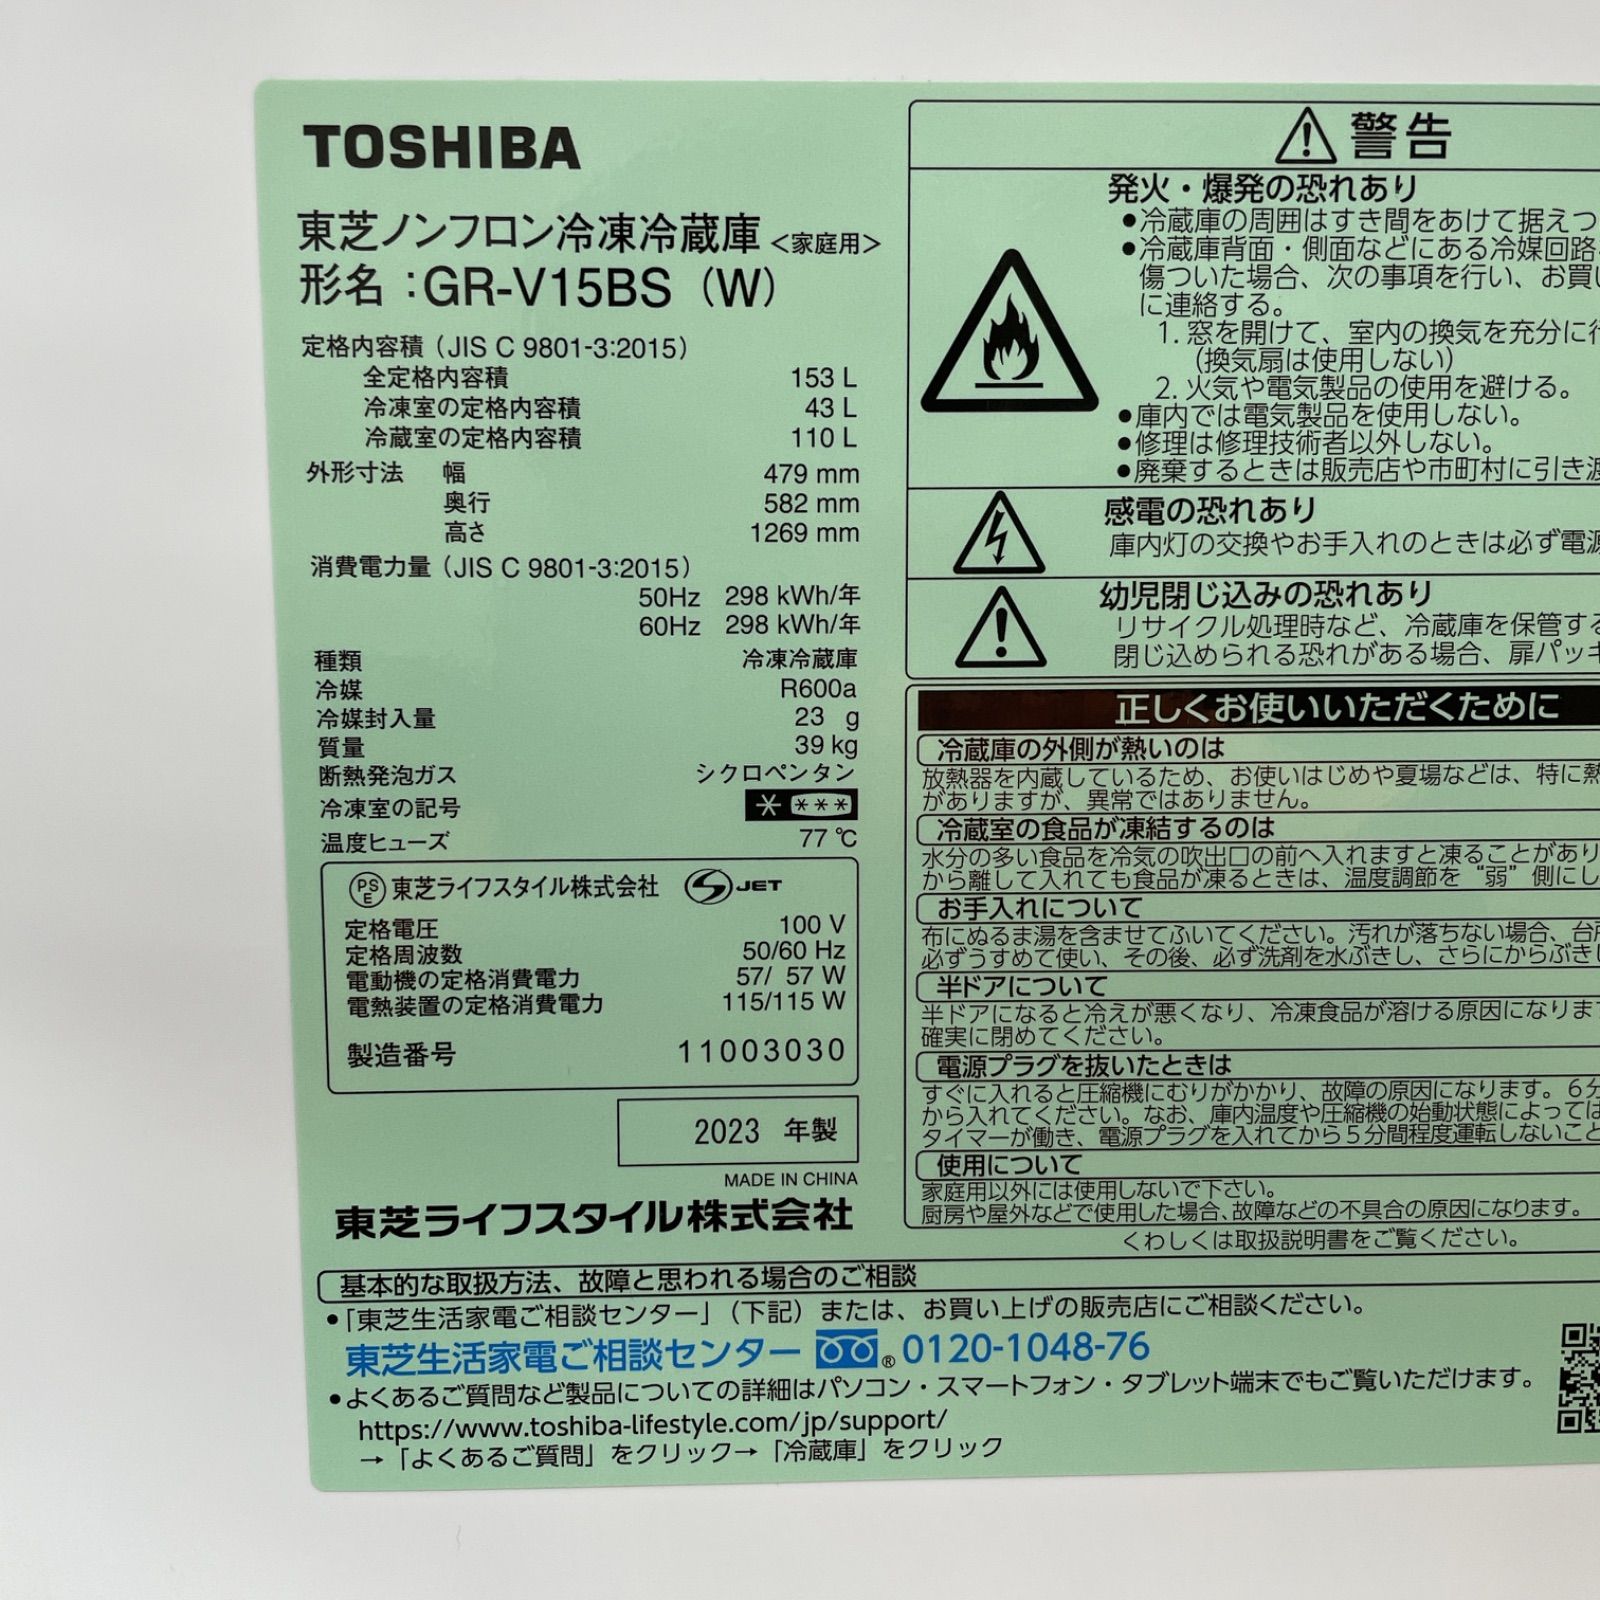 TOSHIBA
東芝ノンフロン冷凍冷蔵庫 <家庭用>
形名 : GR-V15BS (W)
定格内容積 (JIS C 9801-3:2015)
全定格内容積 153 L
冷凍室の定格内容積 43 L
冷蔵室の定格内容積 110 L
外形寸法 幅 479 mm
奥行 582 mm
高さ 1269 mm
消費電力量 (JIS C 9801-3:2015)
50Hz 298 kWh/年
60Hz 298 kWh/年
種類 冷凍冷蔵庫
冷媒 R600a
冷媒封入量 23 g
質量 39 kg
断熱発泡ガス シクロペンタン
冷凍室の記号 * ***
温度ヒューズ 77 ℃
PSE 東芝ライフスタイル株式会社 JET
定格電圧 100 V
定格周波数 50/60 Hz
電動機の定格消費電力 57/ 57 W
電熱装置の定格消費電力 115/115 W
製造番号 11003030
2023 年製
MADE IN CHINA
東芝ライフスタイル株式会社
警告
発火・爆発の恐れあり
●冷蔵庫の周囲はすき間をあけて据えつ
●冷蔵庫背面・側面などにある冷媒回路
傷ついた場合、次の事項を行い、お買い
に連絡する。
1. 窓を開けて、室内の換気を充分に行
(換気扇は使用しない)
2. 火気や電気製品の使用を避ける。
●庫内では電気製品を使用しない。
●修理は修理技術者以外しない。
●廃棄するときは販売店や市町村に引き渡
感電の恐れあり
庫内灯の交換やお手入れのときは必ず電源
幼児閉じ込みの恐れあり
リサイクル処理時など、冷蔵庫を保管する
閉じ込められる恐れがある場合、扉パッキ
正しくお使いいただくために
冷蔵庫の外側が熱いのは
放熱器を内蔵しているため、お使いはじめや夏場などは、特に熱
がありますが、異常ではありません。
冷蔵室の食品が凍結するのは
水分の多い食品を冷気の吹出口の前へ入れますと凍ることがあり
から離して入れても食品が凍るときは、温度調節を“弱”側にし
お手入れについて
布にぬるま湯を含ませてふいてください。汚れが落ちない場合、台所
必ずうすめて使い、その後、必ず洗剤を水ぶきし、さらにからぶきし
半ドアについて
半ドアになると冷えが悪くなり、冷凍食品が溶ける原因になります
確実に閉めてください。
電源プラグを抜いたときは
すぐに入れると圧縮機にむりがかかり、故障の原因になります。6分
から入れてください。なお、庫内温度や圧縮機の始動状態によっては
タイマーが働き、電源プラグを入れてから5分間程度運転しないこと
使用について
家庭用以外には使用しないで下さい。
厨房や屋外などで使用した場合、故障などの不具合の原因になります。
くわしくは取扱説明書をご覧ください。
基本的な取扱方法、故障と思われる場合のご相談
●「東芝生活家電ご相談センター」(下記)または、お買い上げの販売店にご相談ください。
東芝生活家電ご相談センター ® 0120-1048-76
●よくあるご質問など製品についての詳細はパソコン・スマートフォン・タブレット端末でもご覧いただけます。
https://www.toshiba-lifestyle.com/jp/support/
→「よくあるご質問」をクリック→「冷蔵庫」をクリック